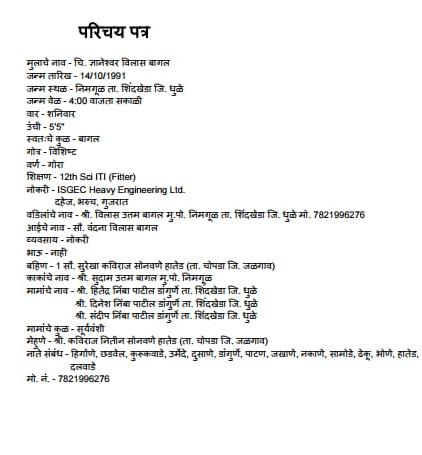 परिचय पत्र
मुलाचे नाव - चि. ज्ञानेश्वर विलास बागल
जन्म तारिख - 14/10/1991
जन्म स्थळ - निमगूळ ता. शिंदखेडा जि. धुळे
जन्म वेळ - 4:00 वाजता सकाळी
वार - शनिवार
उंची - 5'5"
स्वतःचे कुळ - बागल
गोत्र - विशिष्ट
वर्ण - गोरा
शिक्षण - 12th Sci ITI (Fitter)
नोकरी - ISGEC Heavy Engineering Ltd.
दहेज, भरुच, गुजरात
वडिलांचे नाव - श्री. विलास उत्तम बागल मु.पो. निमगूळ ता. शिंदखेडा जि. धुळे मो. 7821996276
आईचे नाव - सौ. वंदना विलास बागल
व्यवसाय - नोकरी
भाऊ - नाही
बहिण - 1 सौ. सुरेखा कविराज सोनवणे हातेड (ता. चोपडा जि. जळगाव)
काकांचे नाव - श्री. सुदाम उत्तम बागल मु.पो. निमगूळ
मामांचे नाव - श्री. हितेंद्र निंबा पाटील डांगुर्णे ता. शिंदखेडा जि. धुळे
श्री. दिनेश निंबा पाटील डांगुर्णे ता. शिंदखेडा जि. धुळे
श्री. संदीप निंबा पाटील डांगुर्णे ता. शिंदखेडा जि. धुळे
मामांचे कुळ - सूर्यवंशी
मेहुणे - श्री. कविराज नितीन सोनवणे हातेड (ता. चोपडा जि. जळगाव)
नाते संबंध - हिंगोणे, छडवेल, कुरूकवाडे, उर्मेदे, दुसाणे, डांगुर्णे, पाटण, जखाणे, नकाणे, सामोडे, ढेकू, भोणे, हातेड,
दलवाडे
मो. नं. - 7821996276